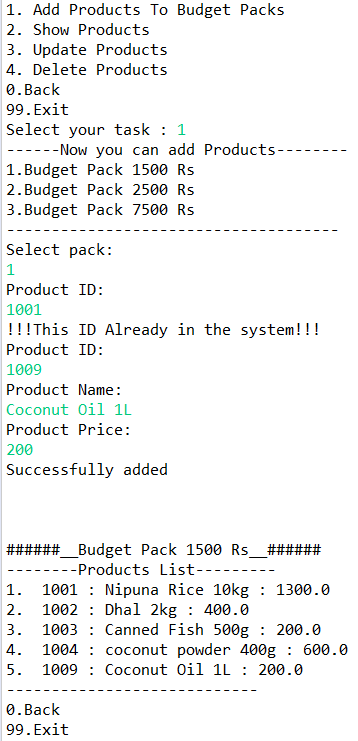 1. Add Products To Budget Packs
2. Show Products
3. Update Products
4. Delete Products
0.Back
99.Exit
Select your task : 1
------Now you can add Products--------
1.Budget Pack 1500 Rs
2.Budget Pack 2500 Rs
3.Budget Pack 7500 Rs
-------------------------------------
Select pack:
1
Product ID:
1001
!!!This ID Already in the system!!!
Product ID:
1009
Product Name:
Coconut Oil 1L
Product Price:
200
Successfully added
######__Budget Pack 1500 Rs__######
--------Products List---------
1.  1001 : Nipuna Rice 10kg : 1300.0
2.  1002 : Dhal 2kg : 400.0
3.  1003 : Canned Fish 500g : 200.0
4.  1004 : coconut powder 400g : 600.0
5.  1009 : Coconut Oil 1L : 200.0
----------------------------
0.Back
99.Exit